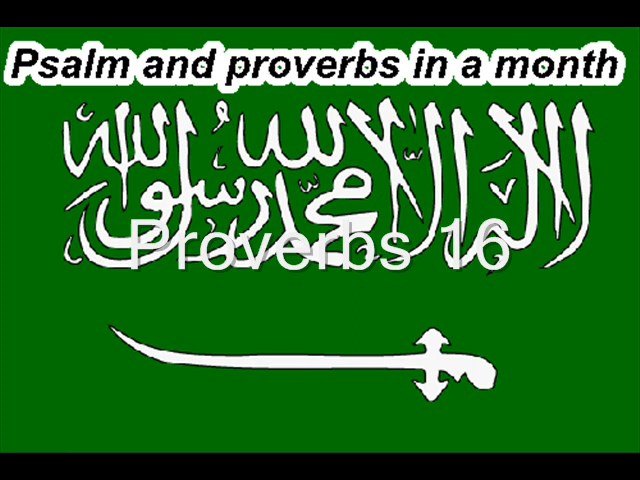 Psalm and proverbs in a month
لا إله إلا الله محمد رسول الله
Proverbs 16